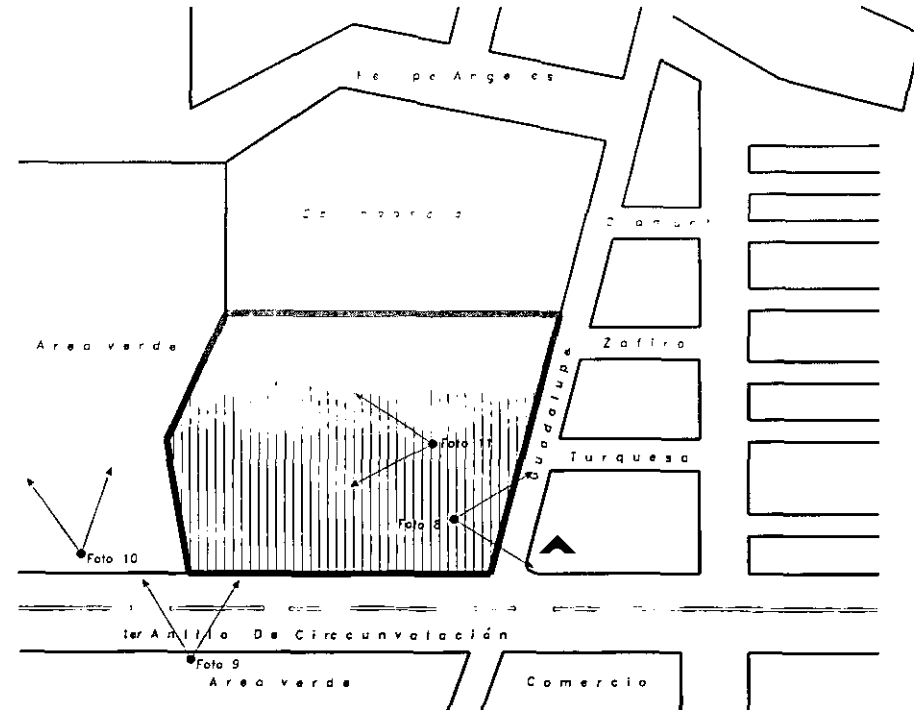 Area verde
Zafiro
Guadalupe
Foto 11
Turquesa
Foto 8
Foto 10
1er Anillo De Circcunvatación
Foto 9
Area verde
Comercio